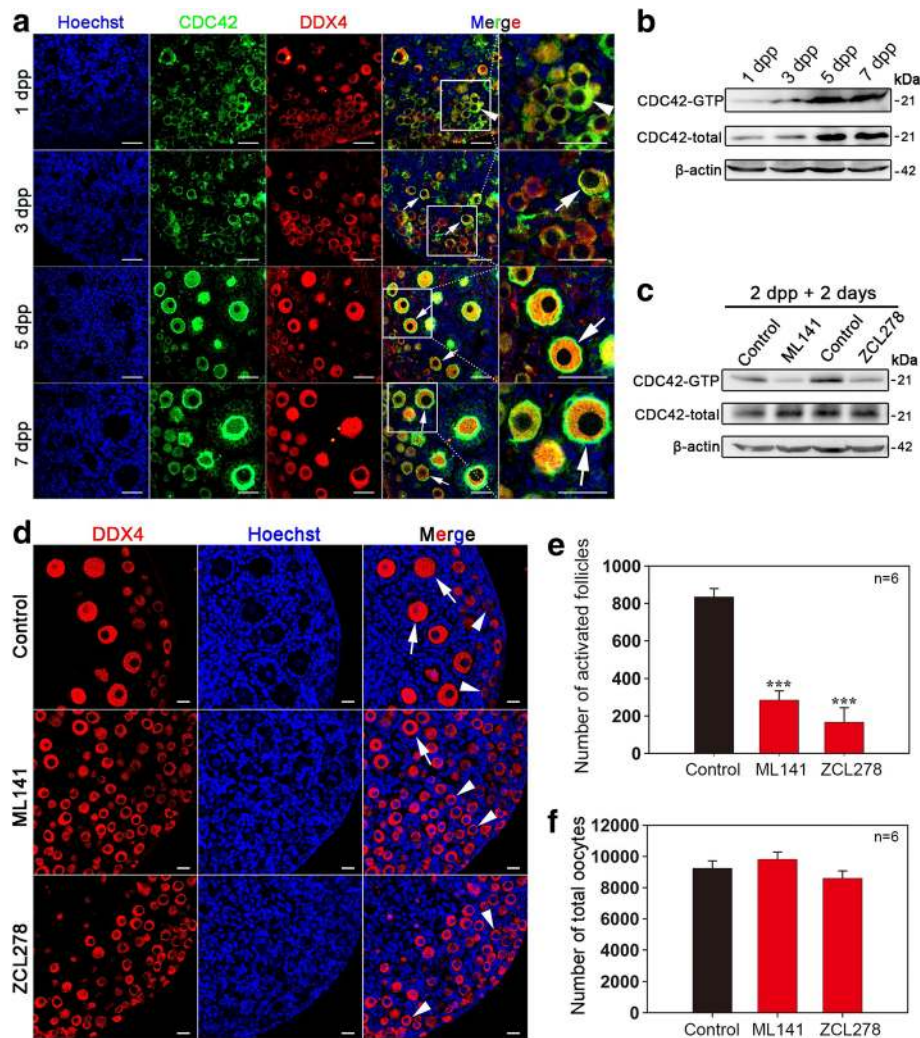 a
Hoechst CDC42 DDX4 Merge
1 dpp
3 dpp
5 dpp
7 dpp
b
1 dpp 3 dpp 5 dpp 7 dpp kDa
CDC42-GTP -21
CDC42-total -21
β-actin -42
c
2 dpp + 2 days
Control ML141 Control ZCL278 kDa
CDC42-GTP -21
CDC42-total -21
β-actin -42
d
DDX4 Hoechst Merge
Control
ML141
ZCL278
e
Number of activated follicles
1000
800
600
400
200
0
n=6
***
***
Control ML141 ZCL278
f
Number of total oocytes
12000
10000
8000
6000
4000
2000
0
n=6
Control ML141 ZCL278